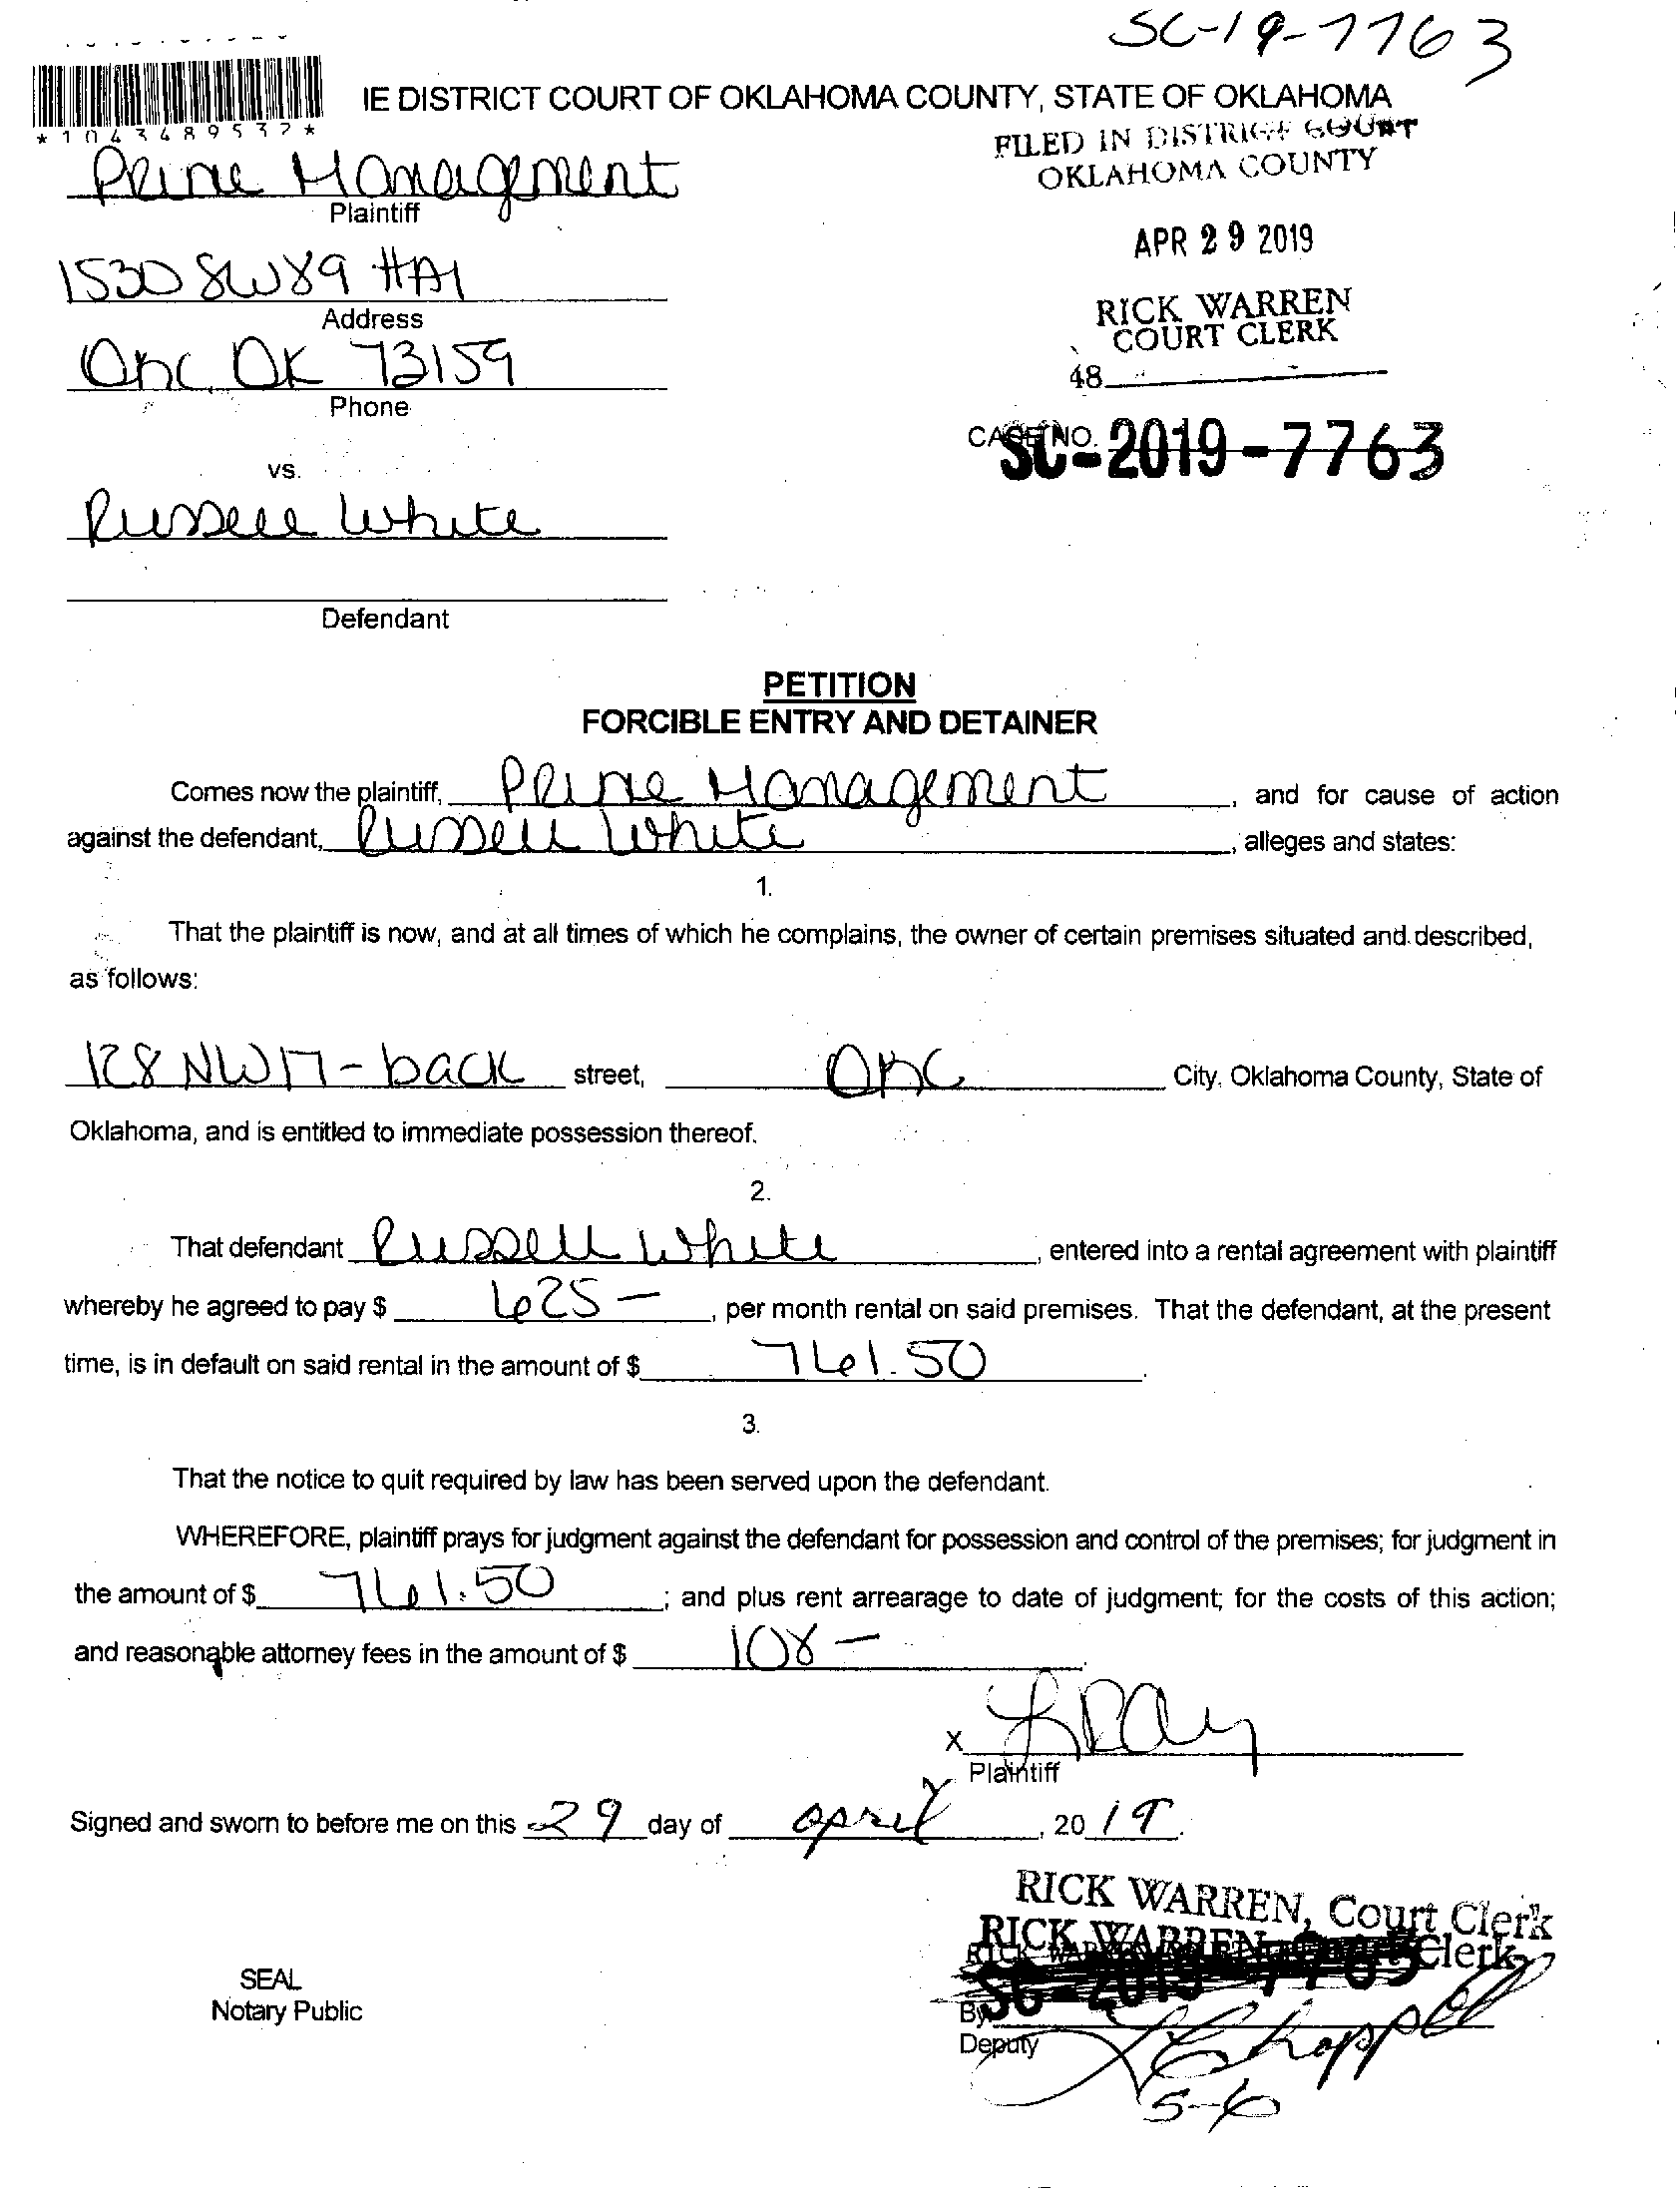 SC-19-7763
*1043489537*
IE DISTRICT COURT OF OKLAHOMA COUNTY, STATE OF OKLAHOMA
FILED IN DISTRICT COURT
OKLAHOMA COUNTY
Prine Managment
Plaintiff
APR 29 2019
1530 SW89 #A1
Address
RICK WARREN
COURT CLERK
OKC OK 73159
Phone
48
CASE NO.
SC-2019-7763
vs.
Russell White
Defendant
PETITION
FORCIBLE ENTRY AND DETAINER
Comes now the plaintiff, Prine Management, and for cause of action
against the defendant, Russell White, alleges and states:
1.
That the plaintiff is now, and at all times of which he complains, the owner of certain premises situated and described,
as follows:
128 NW 17 - back street, OKC City, Oklahoma County, State of
Oklahoma, and is entitled to immediate possession thereof.
2.
That defendant Russell White, entered into a rental agreement with plaintiff
whereby he agreed to pay $ 625 —, per month rental on said premises. That the defendant, at the present
time, is in default on said rental in the amount of $ 761.50.
3.
That the notice to quit required by law has been served upon the defendant.
WHEREFORE, plaintiff prays for judgment against the defendant for possession and control of the premises; for judgment in
the amount of $ 761.50; and plus rent arrearage to date of judgment; for the costs of this action;
and reasonable attorney fees in the amount of $ 108 —.
X LRay
Plaintiff
Signed and sworn to before me on this 29 day of april, 2019.
RICK WARREN, Court Clerk
RICK WARREN, Court Clerk
SC-2019-7763
SEAL
Notary Public
By
Deputy
Chappell
5-6